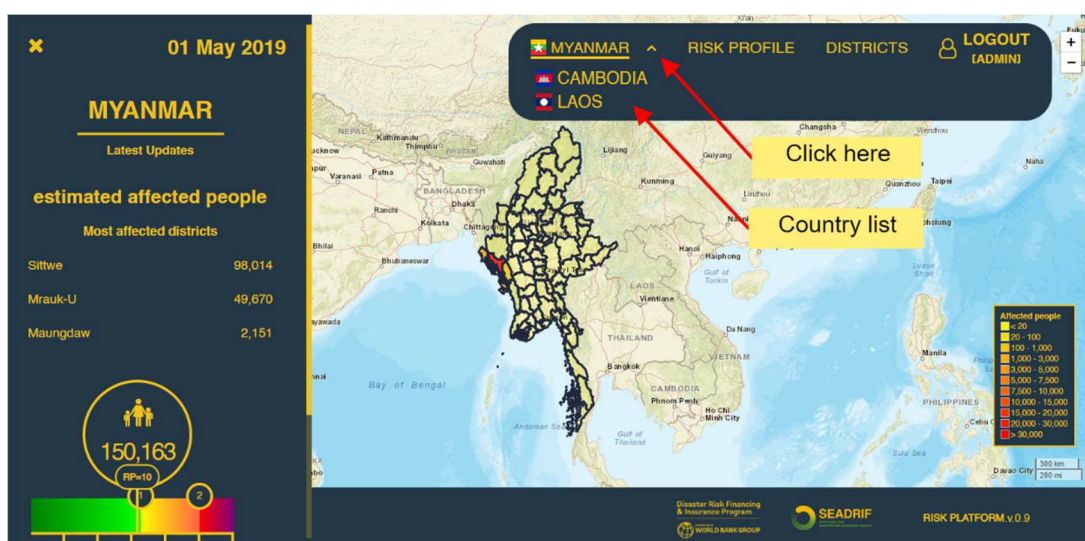 01 May 2019
MYANMAR
Latest Updates
estimated affected people
Most affected districts
Sittwe 98,014
Mrauk-U 49,670
Maungdaw 2,151
150,163
RP=10
1
2
MYANMAR
RISK PROFILE
DISTRICTS
LOGOUT
[ADMIN]
CAMBODIA
LAOS
Click here
Country list
+
−
Xi'an
NEPAL
Kathmandu
Thimphu
BHUTAN
Lijiang
Guiyang
Changsha
Wenzhou
Guwahati
Varanasi
Patna
Kunming
Liuzhou
Quanzhou
Taipei
Naha
BANGLADESH
Dhaka
Ranchi
Kolkata
Bhilai
Bhubaneswar
Hanoi
Haiphong
Gulf of
Tonkin
Luzon
Strait
LAOS
Vientiane
THAILAND
Da Nang
VIETNAM
Bangkok
Manila
Bay of Bengal
CAMBODIA
Phnom Penh
Ho Chi
Minh City
PHILIPPINES
Andaman Sea
Gulf of
Thailand
Sulu Sea
Davao City
Affected people
< 20
20 - 100
100 - 1,000
1,000 - 3,000
3,000 - 5,000
5,000 - 7,500
7,500 - 10,000
10,000 - 15,000
15,000 - 20,000
20,000 - 30,000
> 30,000
300 km
200 mi
Disaster Risk Financing
& Insurance Program
WORLD BANK GROUP
SEADRIF
RISK PLATFORM.v.0.9